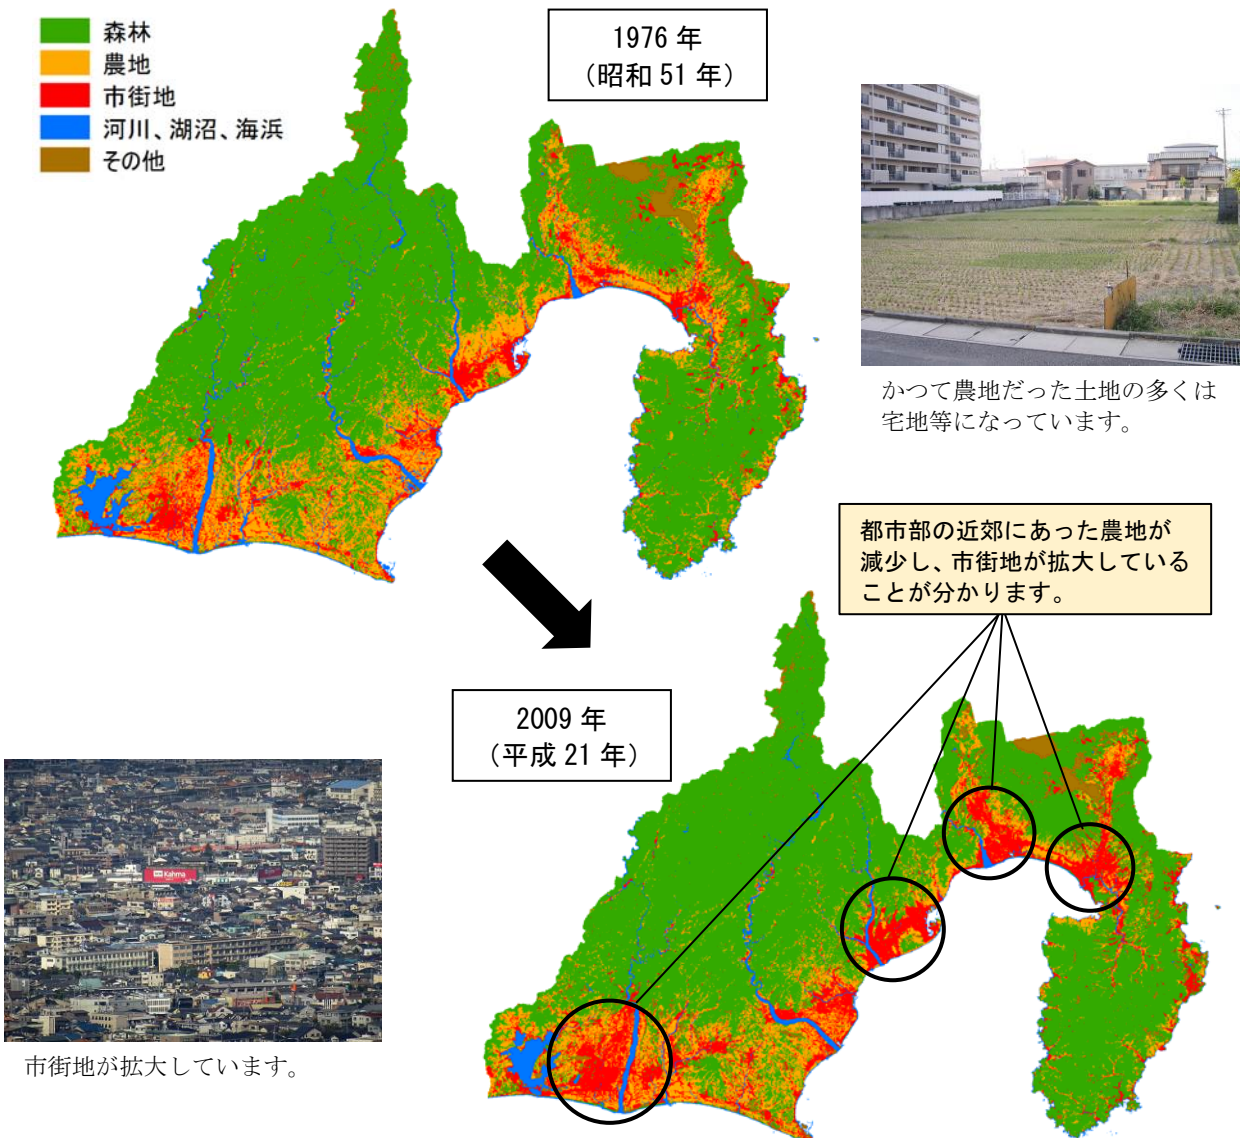 森林
農地
市街地
河川、湖沼、海浜
その他
1976 年
（昭和 51 年）
かつて農地だった土地の多くは
宅地等になっています。
都市部の近郊にあった農地が
減少し、市街地が拡大している
ことが分かります。
2009 年
（平成 21 年）
Kahma
市街地が拡大しています。